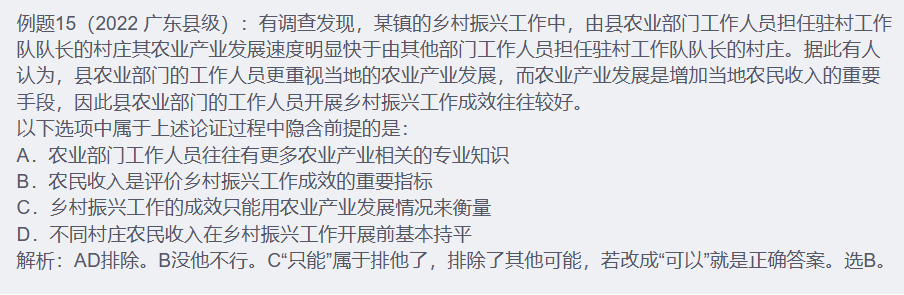 例题15（2022 广东县级）：有调查发现，某镇的乡村振兴工作中，由县农业部门工作人员担任驻村工作
队队长的村庄其农业产业发展速度明显快于由其他部门工作人员担任驻村工作队队长的村庄。据此有人
认为，县农业部门的工作人员更重视当地的农业产业发展，而农业产业发展是增加当地农民收入的重要
手段，因此县农业部门的工作人员开展乡村振兴工作成效往往较好。
以下选项中属于上述论证过程中隐含前提的是：
A．农业部门工作人员往往有更多农业产业相关的专业知识
B．农民收入是评价乡村振兴工作成效的重要指标
C．乡村振兴工作的成效只能用农业产业发展情况来衡量
D．不同村庄农民收入在乡村振兴工作开展前基本持平
解析：AD排除。B没他不行。C“只能”属于排他了，排除了其他可能，若改成“可以”就是正确答案。选B。